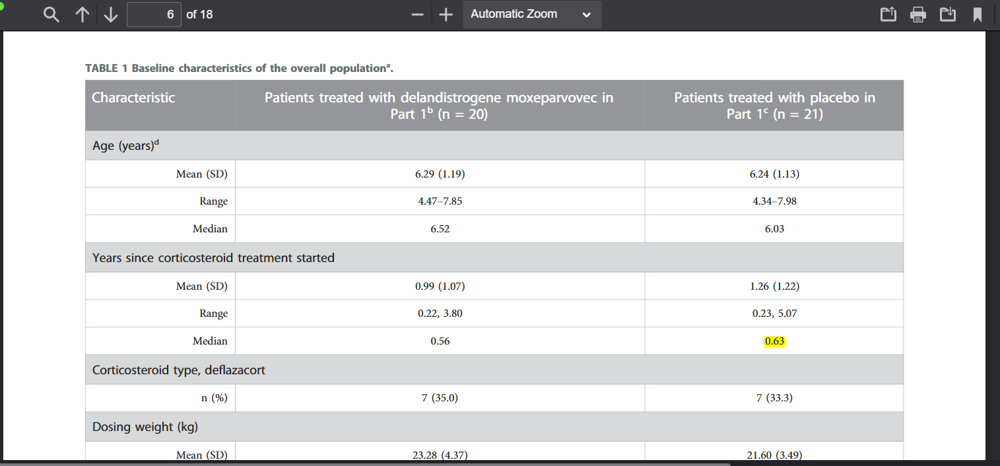 6 of 18 Automatic Zoom
TABLE 1 Baseline characteristics of the overall populationª.
Characteristic
Patients treated with delandistrogene moxeparvovec in
Part 1ᵇ (n = 20)
Patients treated with placebo in
Part 1ᶜ (n = 21)
Age (years)ᵈ
Mean (SD) 6.29 (1.19) 6.24 (1.13)
Range 4.47–7.85 4.34–7.98
Median 6.52 6.03
Years since corticosteroid treatment started
Mean (SD) 0.99 (1.07) 1.26 (1.22)
Range 0.22, 3.80 0.23, 5.07
Median 0.56 0.63
Corticosteroid type, deflazacort
n (%) 7 (35.0) 7 (33.3)
Dosing weight (kg)
Mean (SD) 23.28 (4.37) 21.60 (3.49)